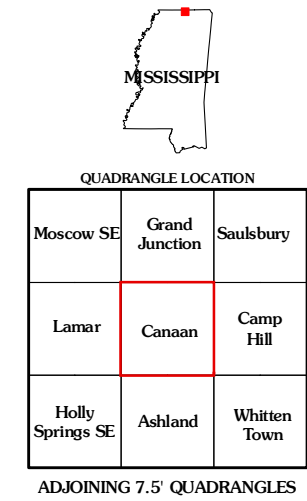 MISSISSIPPI
QUADRANGLE LOCATION
Moscow SE
Grand
Junction
Saulsbury
Lamar
Canaan
Camp
Hill
Holly
Springs SE
Ashland
Whitten
Town
ADJOINING 7.5' QUADRANGLES